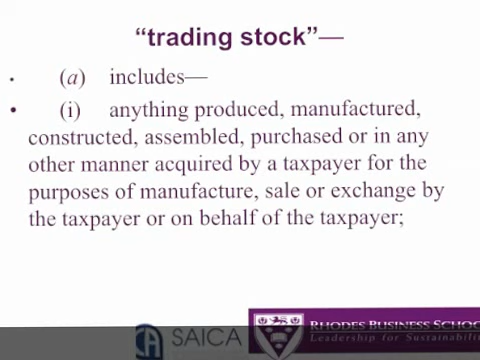 “trading stock”—
• (a) includes—
• (i) anything produced, manufactured,
constructed, assembled, purchased or in any
other manner acquired by a taxpayer for the
purposes of manufacture, sale or exchange by
the taxpayer or on behalf of the taxpayer;
SAICA
RHODES BUSINESS SCHOO
Leadership for Sustainabili